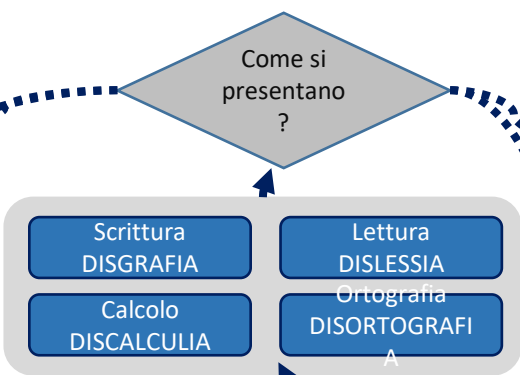 Come si
presentano
?
Scrittura
DISGRAFIA
Lettura
DISLESSIA
Calcolo
DISCALCULIA
Ortografia
DISORTOGRAFI
A